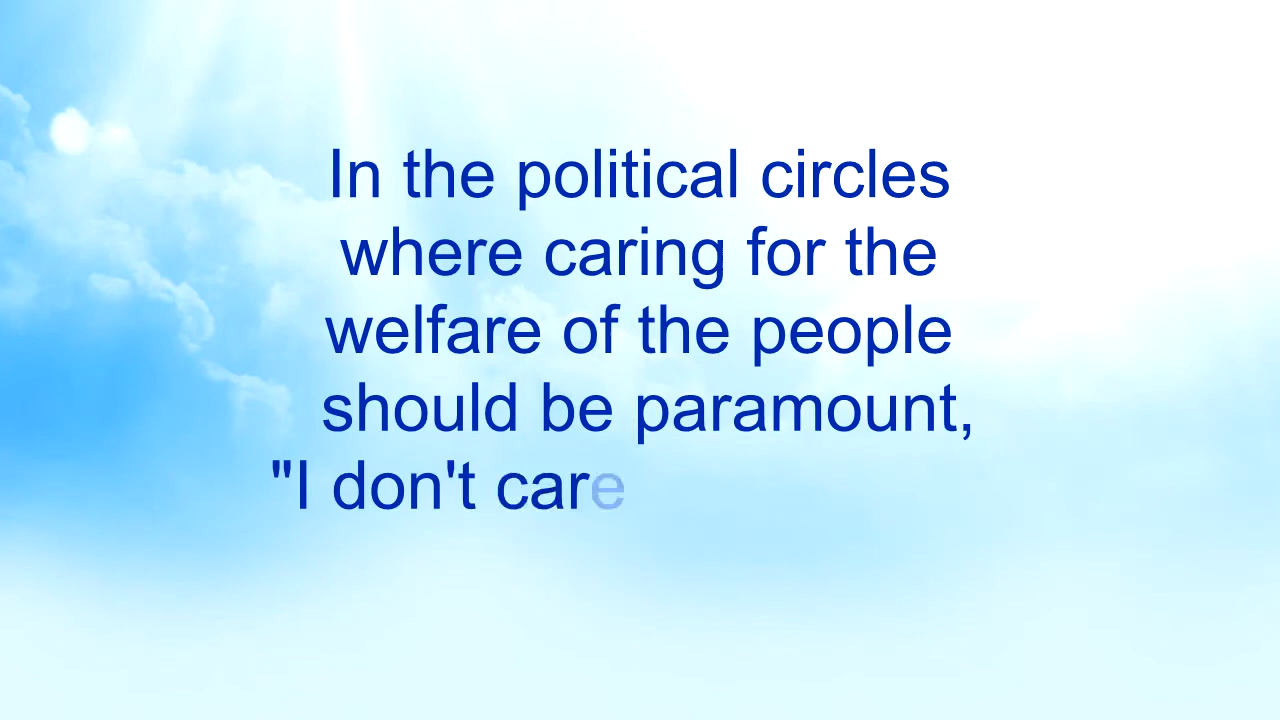 In the political circles
where caring for the
welfare of the people
should be paramount,
"I don't care